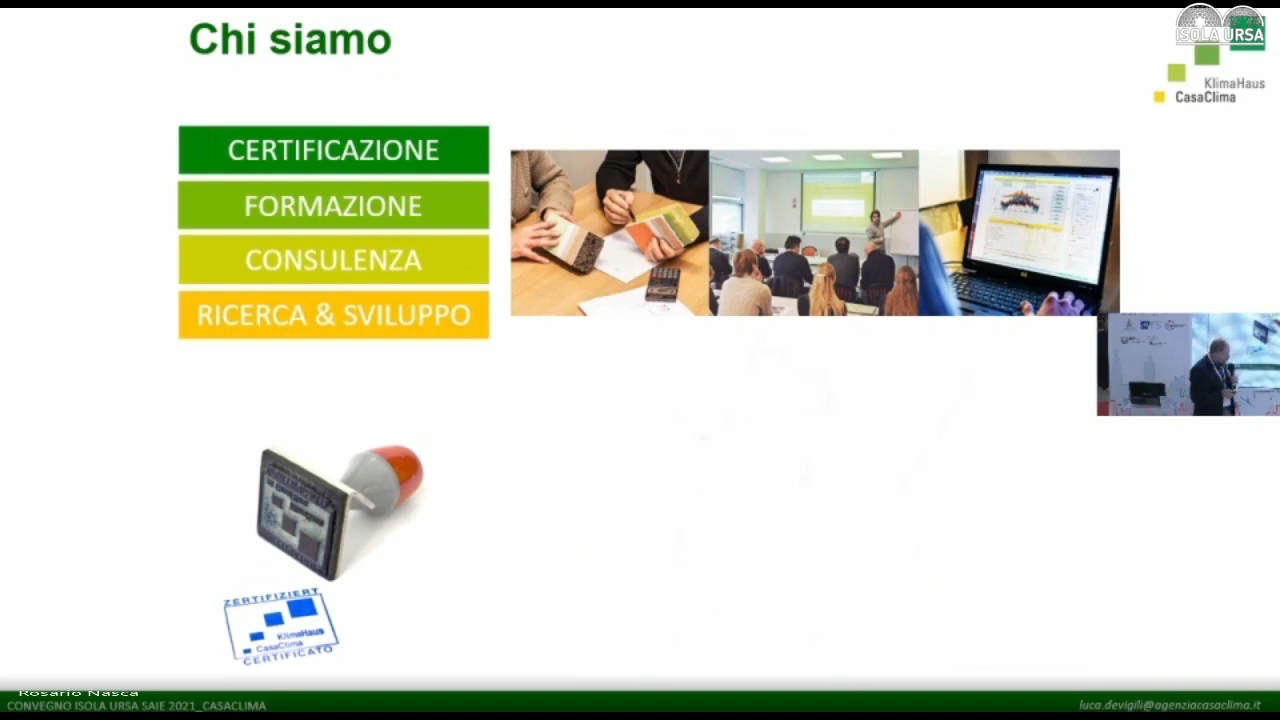 Chi siamo
ISOLA URSA
KlimaHaus
CasaClima
CERTIFICAZIONE
FORMAZIONE
CONSULENZA
RICERCA & SVILUPPO
ZERTIFIZIERT
KlimaHaus
CasaClima
CERTIFICATO
Rosario Nasca
CONVEGNO ISOLA URSA SAIE 2021_CASACLIMA
luca.devigili@agenziacasaclima.it